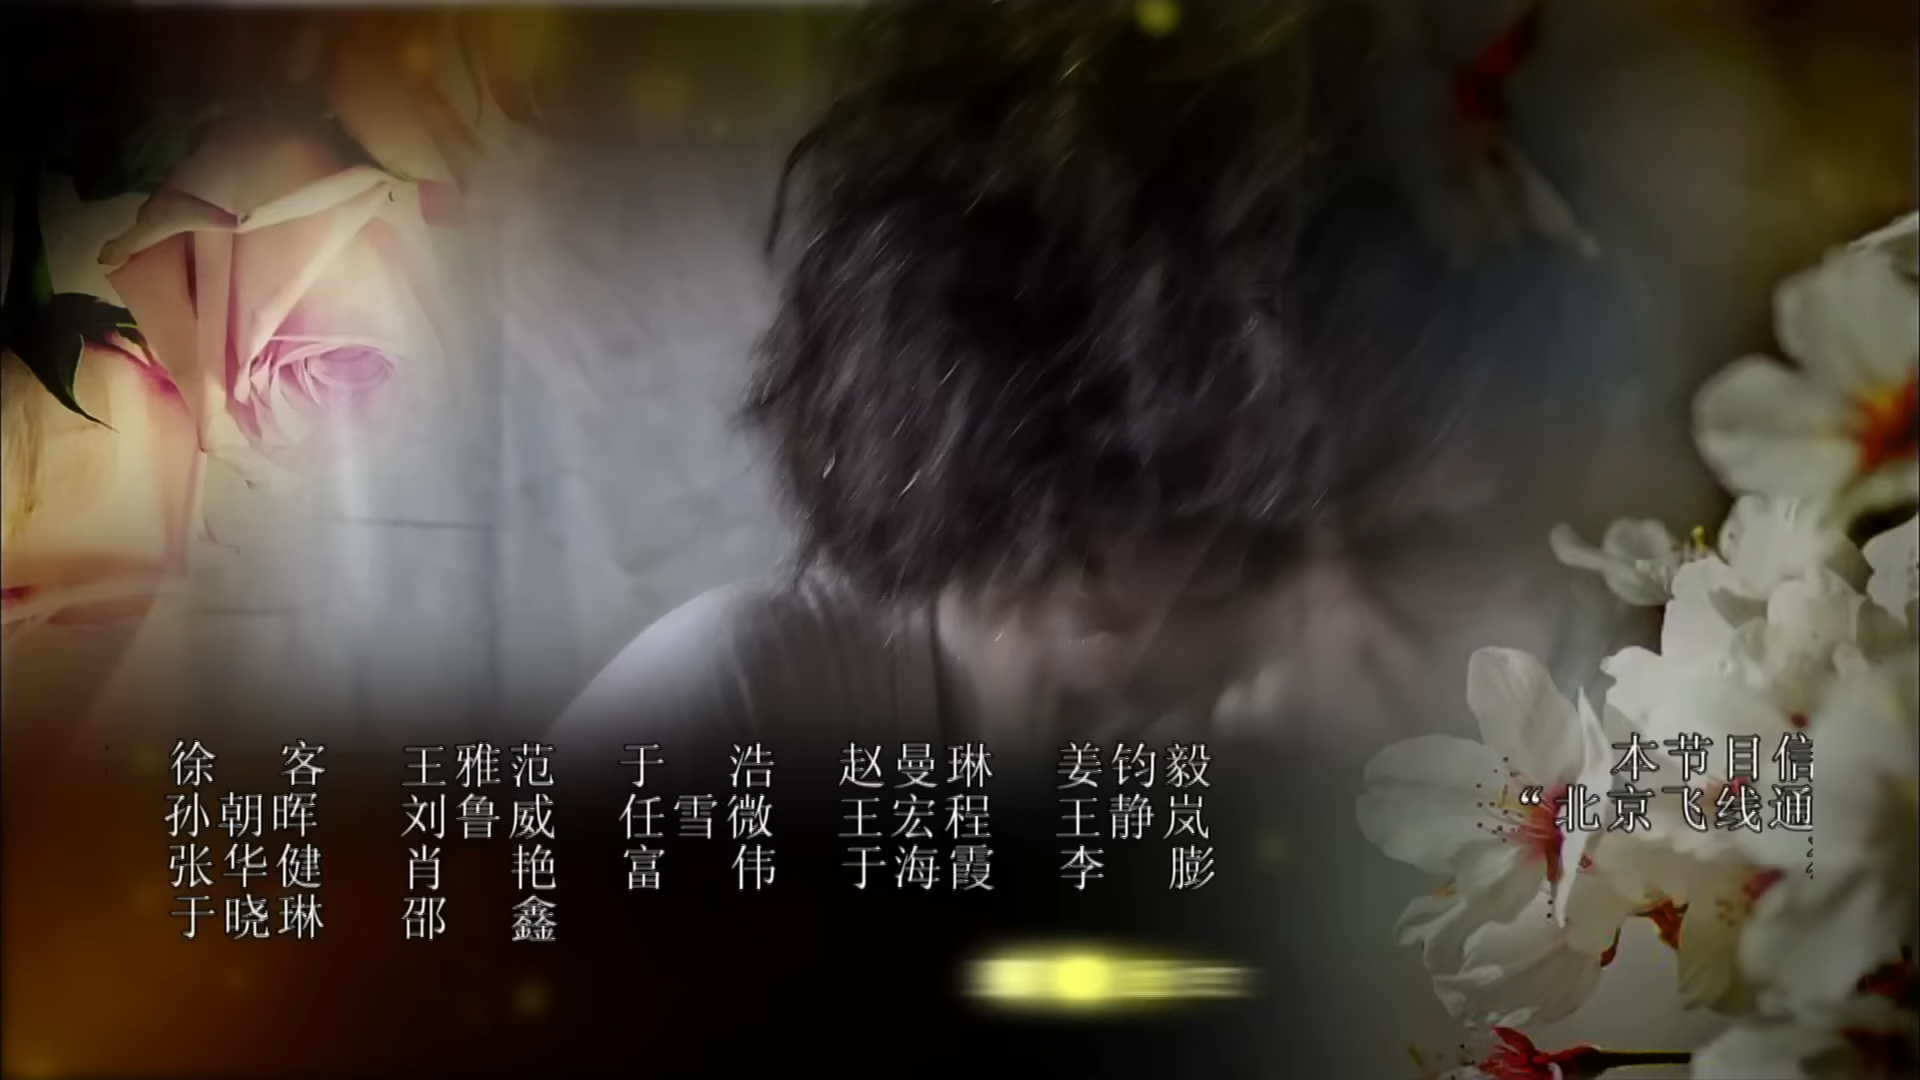 徐 客 王雅范 于 浩 赵曼琳 姜钧毅
孙朝晖 刘鲁威 任雪微 王宏程 王静岚
张华健 肖 艳 富 伟 于海霞 李 膨
于晓琳 邵 鑫
本节目信
“北京飞线通